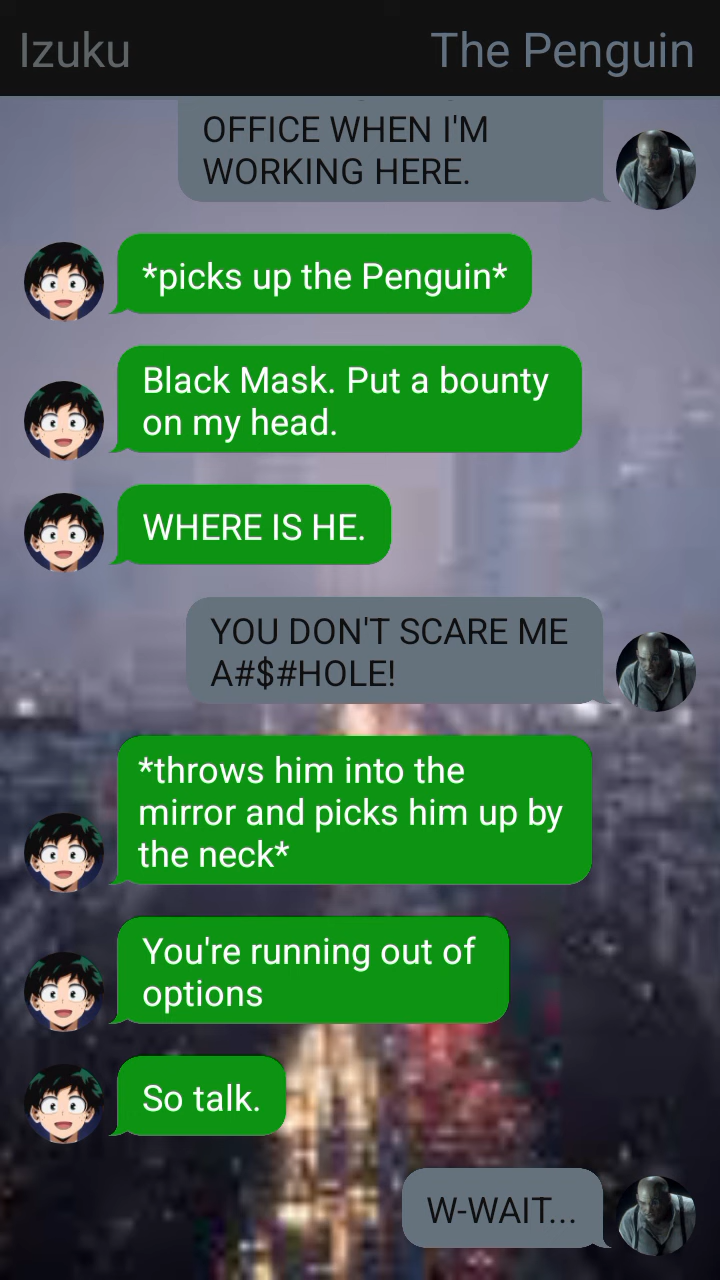 Izuku
The Penguin
OFFICE WHEN I'M
WORKING HERE.
*picks up the Penguin*
Black Mask. Put a bounty
on my head.
WHERE IS HE.
YOU DON'T SCARE ME
A#$#HOLE!
*throws him into the
mirror and picks him up by
the neck*
You're running out of
options
So talk.
W-WAIT...